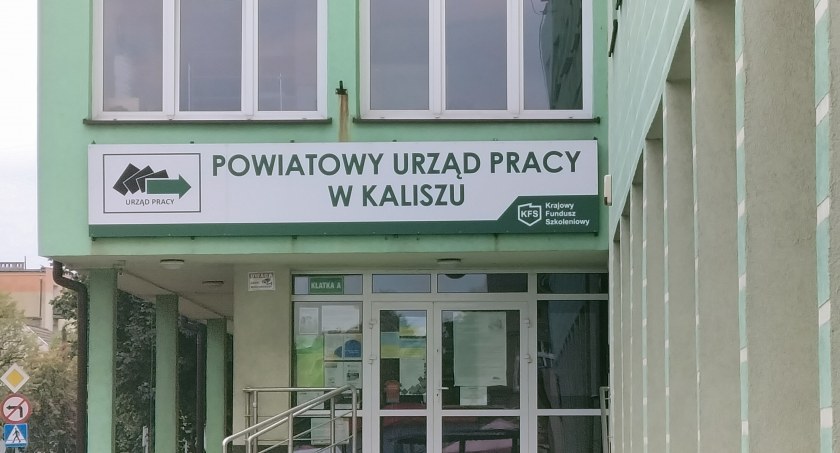 POWIATOWY URZĄD PRACY
W KALISZU
URZĄD PRACY
KFS
Krajowy
Fundusz
Szkoleniowy
KLATKA A